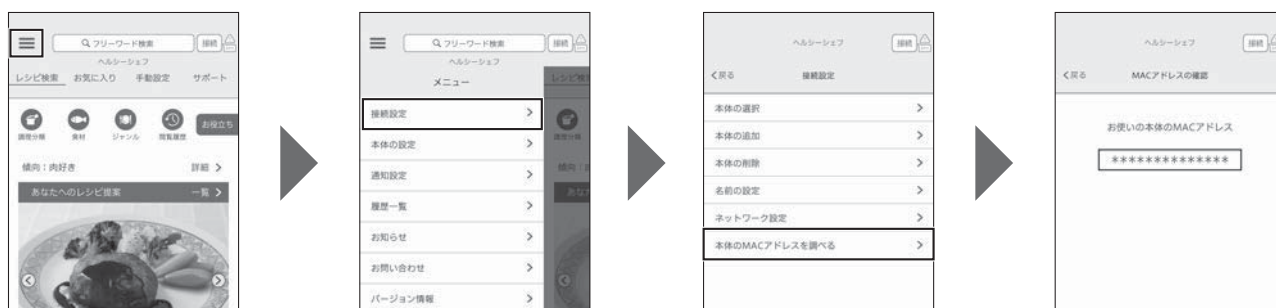 フリーワード検索
接続
ヘルシーシェフ
レシピ検索 お気に入り 手動設定 サポート
調理分類 食材 ジャンル 閲覧履歴 お役立ち
傾向：肉好き 詳細
あなたへのレシピ提案 一覧
フリーワード検索
接続
ヘルシーシェフ
メニュー
接続設定
本体の設定
通知設定
履歴一覧
お知らせ
お問い合わせ
バージョン情報
ヘルシーシェフ
接続
戻る 接続設定
本体の選択
本体の追加
本体の削除
名前の設定
ネットワーク設定
本体のMACアドレスを調べる
ヘルシーシェフ
接続
戻る MACアドレスの確認
お使いの本体のMACアドレス
**************